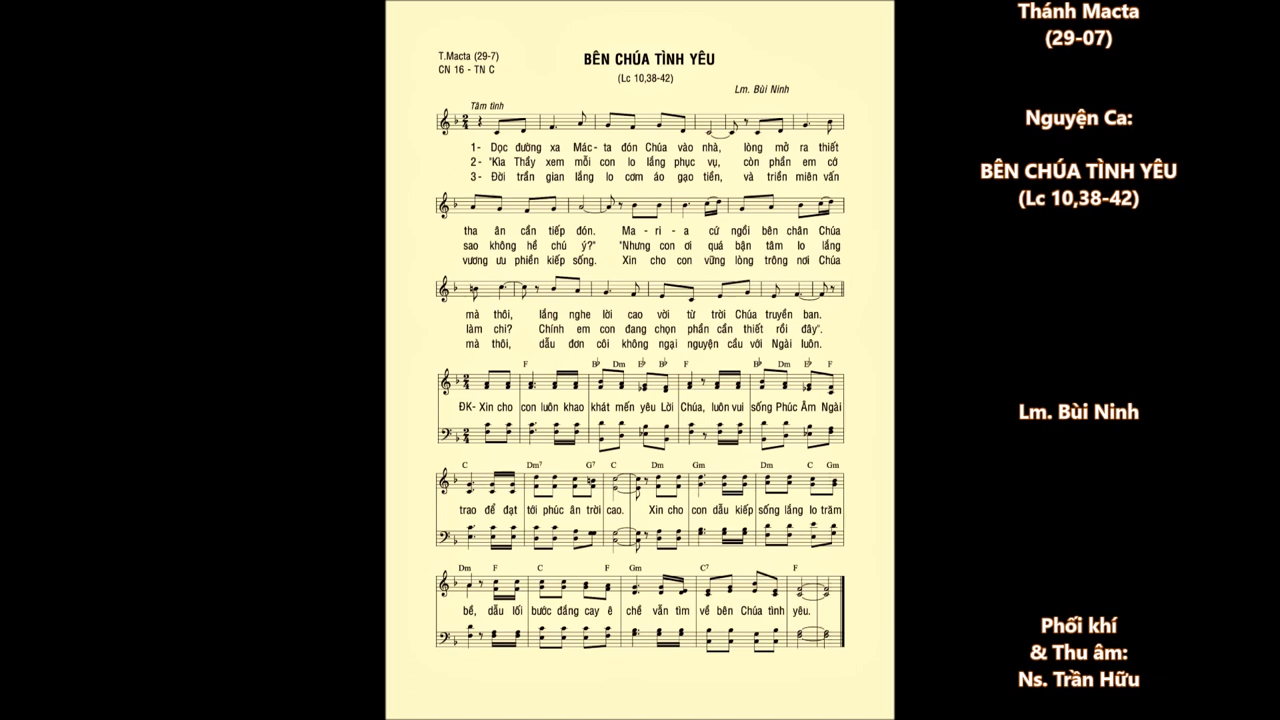 T.Macta (29-7)
CN 16 - TN C
BÊN CHÚA TÌNH YÊU
(Lc 10,38-42)
Lm. Bùi Ninh
Tâm tình
1- Dọc đường xa Mác-ta đón Chúa vào nhà, lòng mở ra thiết
2- "Kìa Thầy xem mỗi con lo lắng phục vụ, còn phần em cớ
3- Đời trần gian lắng lo cơm áo gạo tiền, và triền miên vấn
tha ân cần tiếp đón. Ma - ri - a cứ ngồi bên chân Chúa
sao không hề chú ý?" "Nhưng con ơi quá bận tâm lo lắng
vương ưu phiền kiếp sống. Xin cho con vững lòng trông nơi Chúa
mà thôi, lắng nghe lời cao vời từ trời Chúa truyền ban.
làm chi? Chính em con đang chọn phần cần thiết rồi đây".
mà thôi, dẫu đơn côi không ngại nguyện cầu với Ngài luôn.
F B♭ Dm E♭ B♭ F B♭ Dm E♭ F
ĐK- Xin cho con luôn khao khát mến yêu Lời Chúa, luôn vui sống Phúc Âm Ngài
C Dm7 G7 C Dm Gm Dm C Gm
trao để đạt tới phúc ân trời cao. Xin cho con dẫu kiếp sống lắng lo trăm
Dm F C F Gm C7 F
bề, dẫu lối bước đắng cay ê chề vẫn tìm về bên Chúa tình yêu.
Thánh Macta
(29-07)
Nguyện Ca:
BÊN CHÚA TÌNH YÊU
(Lc 10,38-42)
Lm. Bùi Ninh
Phối khí
& Thu âm:
Ns. Trần Hữu